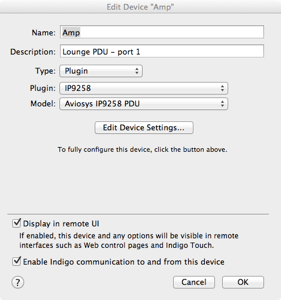 Edit Device "Amp"
Name: Amp
Description: Lounge PDU - port 1
Type: Plugin
Plugin: IP9258
Model: Aviosys IP9258 PDU
Edit Device Settings...
To fully configure this device, click the button above.
Display in remote UI
If enabled, this device and any options will be visible in remote
interfaces such as Web control pages and Indigo Touch.
Enable Indigo communication to and from this device
? Cancel OK